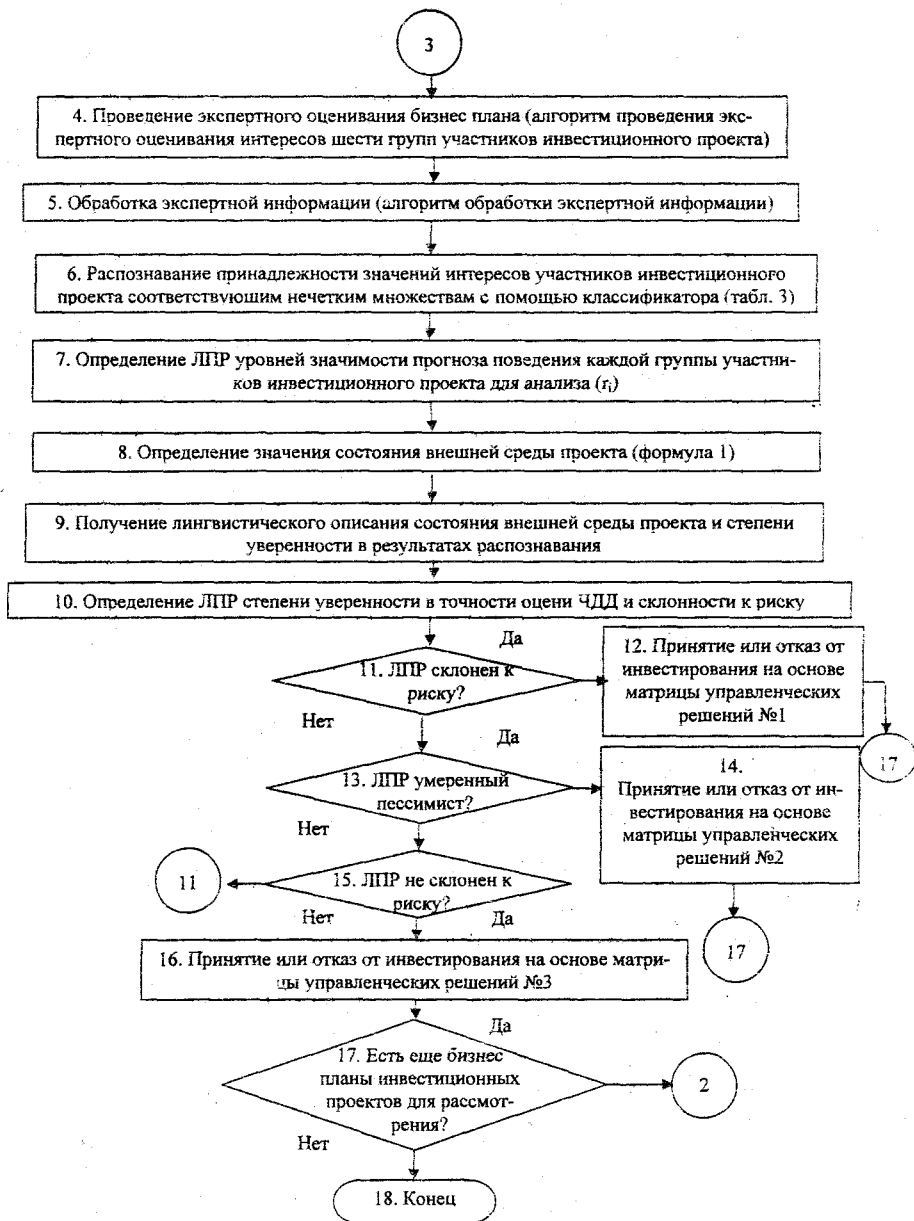 3
4. Проведение экспертного оценивания бизнес плана (алгоритм проведения экс-
пертного оценивания интересов шести групп участников инвестиционного проекта)
5. Обработка экспертной информации (алгоритм обработки экспертной информации)
6. Распознавание принадлежности значений интересов участников инвестиционного
проекта соответствующим нечетким множествам с помощью классификатора (табл. 3)
7. Определение ЛПР уровней значимости прогноза поведения каждой группы участни-
ков инвестиционного проекта для анализа (rᵢ)
8. Определение значения состояния внешней среды проекта (формула 1)
9. Получение лингвистического описания состояния внешней среды проекта и степени
уверенности в результатах распознавания
10. Определение ЛПР степени уверенности в точности оцени ЧДД и склонности к риску
Да
11. ЛПР склонен к
риску?
Нет
12. Принятие или отказ от
инвестирования на основе
матрицы управленческих
решений №1
17
Да
13. ЛПР умеренный
пессимист?
Нет
14.
Принятие или отказ от ин-
вестирования на основе
матрицы управленческих
решений №2
17
11
15. ЛПР не склонен к
риску?
Нет
Да
16. Принятие или отказ от инвестирования на основе матри-
цы управленческих решений №3
Да
17. Есть еще бизнес
планы инвестиционных
проектов для рассмот-
рения?
2
Нет
18. Конец